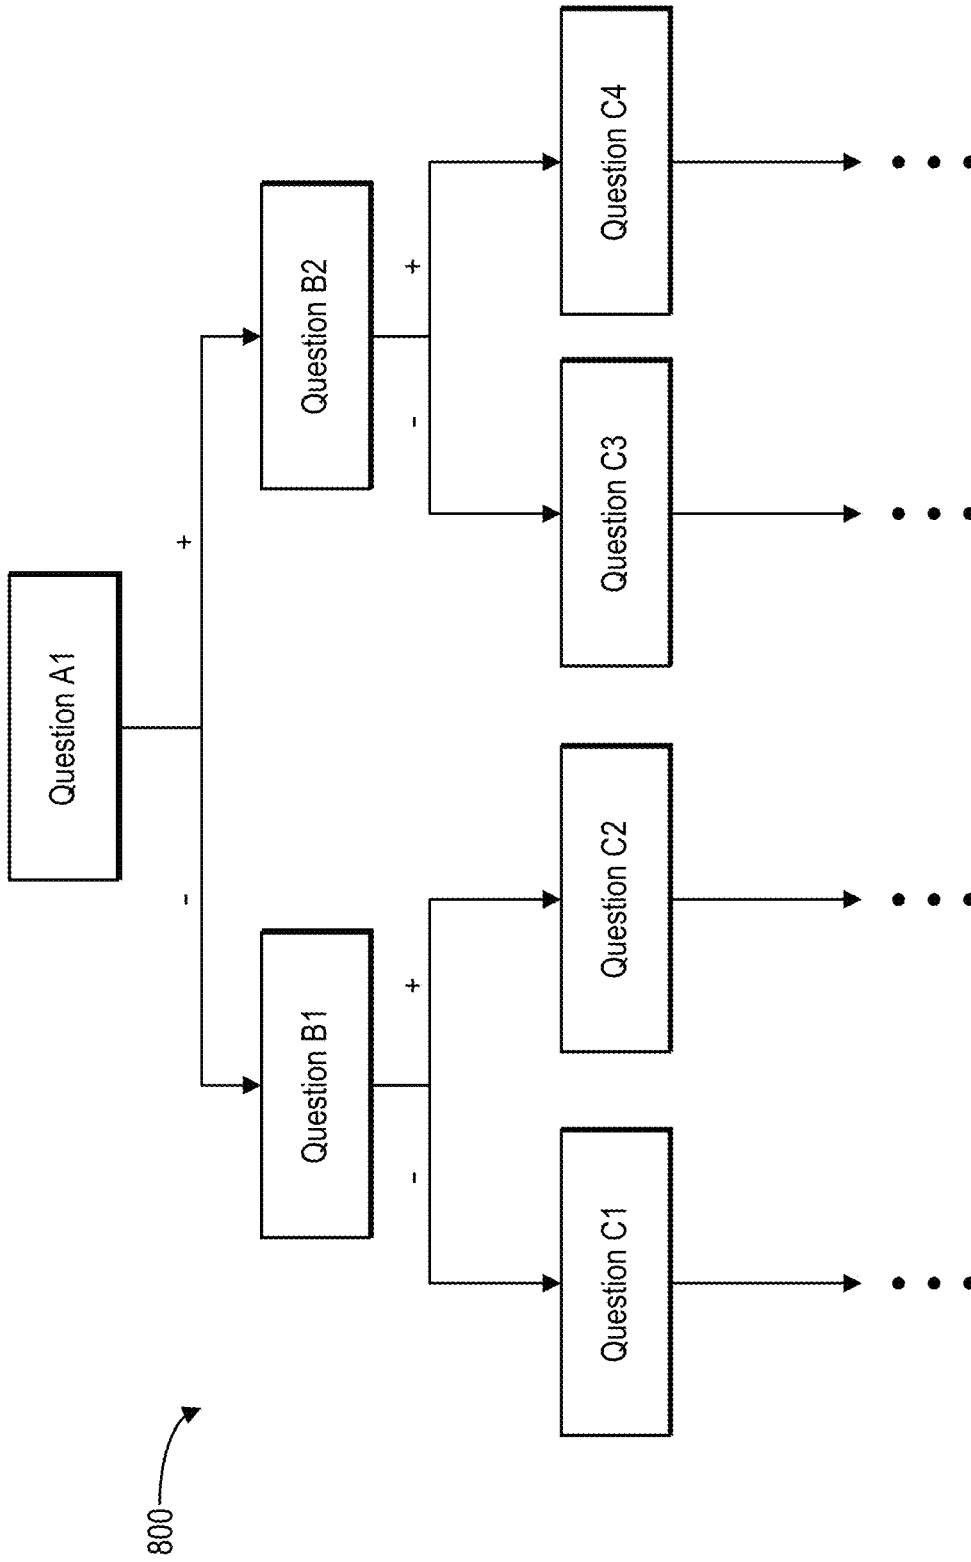 800
Question A1
-
+
Question B1
Question B2
-
+
-
+
Question C1
Question C2
Question C3
Question C4